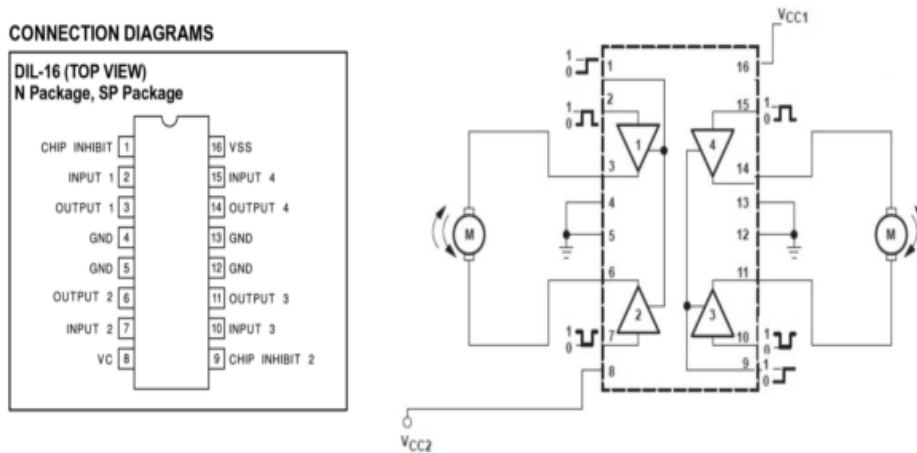 CONNECTION DIAGRAMS
DIL-16 (TOP VIEW)
N Package, SP Package
CHIP INHIBIT 1 16 VSS
INPUT 1 2 15 INPUT 4
OUTPUT 1 3 14 OUTPUT 4
GND 4 13 GND
GND 5 12 GND
OUTPUT 2 6 11 OUTPUT 3
INPUT 2 7 10 INPUT 3
VC 8 9 CHIP INHIBIT 2
VCC1
1 0 1 16
1 0 2 15 1 0
1 4
3 14
4 13
M 5 12 M
6 11
2 3
1 0 7 10 1 0
8 9 1 0
VCC2